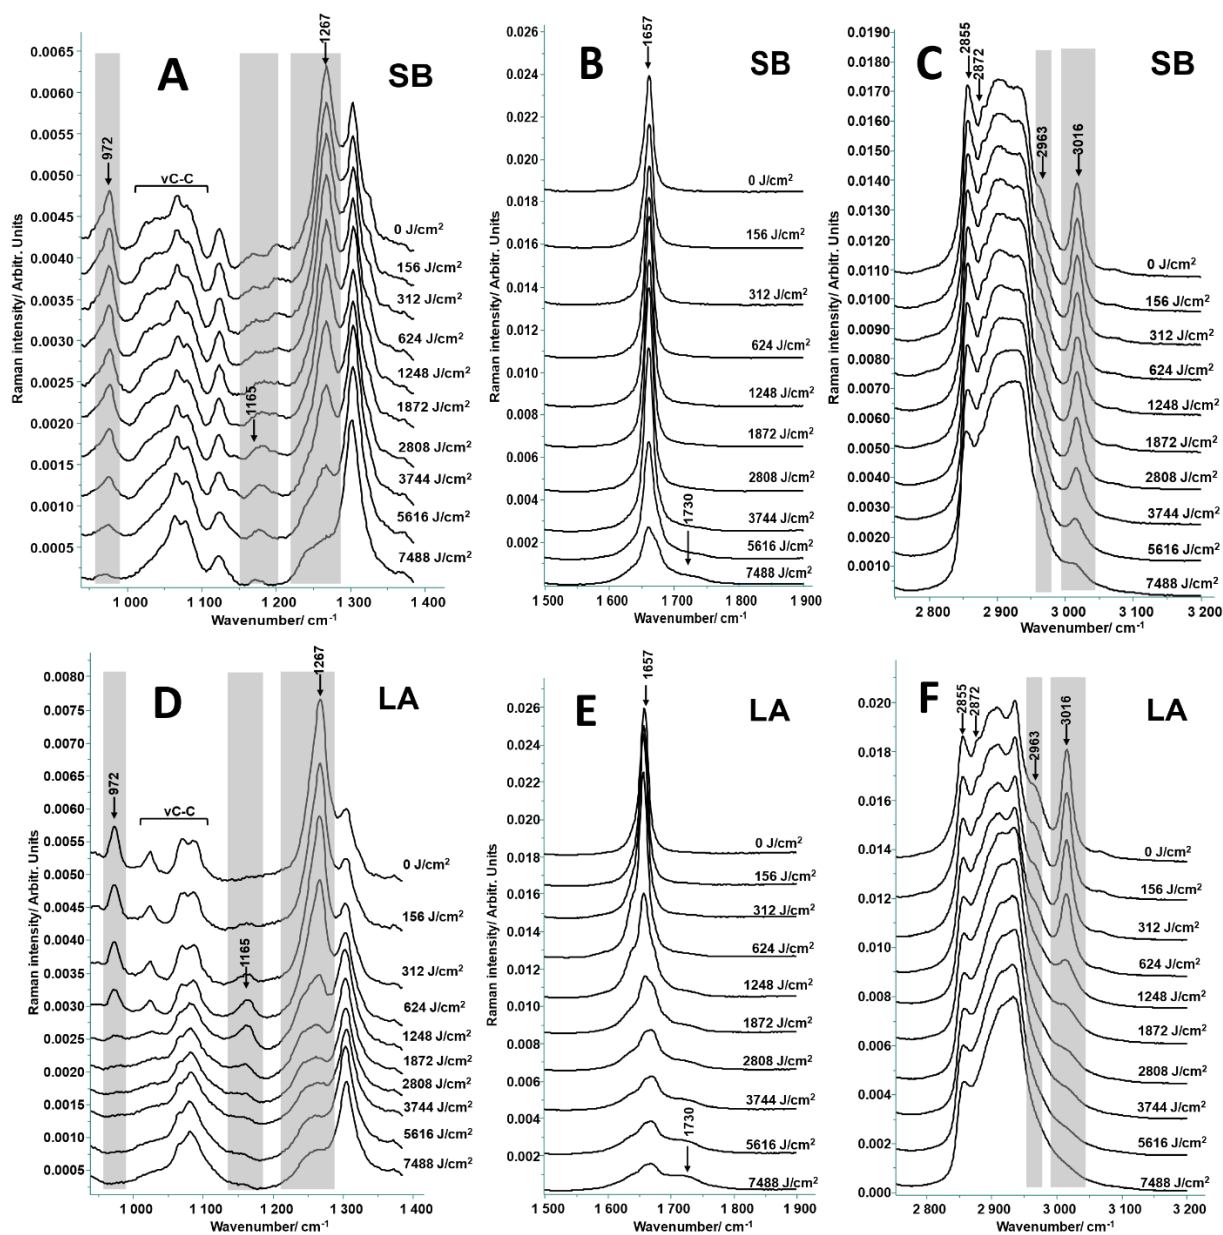 A
SB
1267
972
νC-C
1165
0 J/cm²
156 J/cm²
312 J/cm²
624 J/cm²
1248 J/cm²
1872 J/cm²
2808 J/cm²
3744 J/cm²
5616 J/cm²
7488 J/cm²
Raman intensity/ Arbitr. Units
0.0065
0.0060
0.0055
0.0050
0.0045
0.0040
0.0035
0.0030
0.0025
0.0020
0.0015
0.0010
0.0005
1 000
1 100
1 200
1 300
1 400
Wavenumber/ cm⁻¹
B
SB
1657
1730
0 J/cm²
156 J/cm²
312 J/cm²
624 J/cm²
1248 J/cm²
1872 J/cm²
2808 J/cm²
3744 J/cm²
5616 J/cm²
7488 J/cm²
Raman intensity/ Arbitr. Units
0.026
0.024
0.022
0.020
0.018
0.016
0.014
0.012
0.010
0.008
0.006
0.004
0.002
1 500
1 600
1 700
1 800
1 900
Wavenumber/ cm⁻¹
C
SB
2855
2872
2963
3016
0 J/cm²
156 J/cm²
312 J/cm²
624 J/cm²
1248 J/cm²
1872 J/cm²
2808 J/cm²
3744 J/cm²
5616 J/cm²
7488 J/cm²
Raman intensity/ Arbitr. Units
0.0190
0.0180
0.0170
0.0160
0.0150
0.0140
0.0130
0.0120
0.0110
0.0100
0.0090
0.0080
0.0070
0.0060
0.0050
0.0040
0.0030
0.0020
0.0010
2 800
2 900
3 000
3 100
3 200
Wavenumber/ cm⁻¹
D
LA
1267
972
νC-C
1165
0 J/cm²
156 J/cm²
312 J/cm²
624 J/cm²
1248 J/cm²
1872 J/cm²
2808 J/cm²
3744 J/cm²
5616 J/cm²
7488 J/cm²
Raman intensity/ Arbitr. Units
0.0080
0.0075
0.0070
0.0065
0.0060
0.0055
0.0050
0.0045
0.0040
0.0035
0.0030
0.0025
0.0020
0.0015
0.0010
0.0005
1 000
1 100
1 200
1 300
1 400
Wavenumber/ cm⁻¹
E
LA
1657
1730
0 J/cm²
156 J/cm²
312 J/cm²
624 J/cm²
1248 J/cm²
1872 J/cm²
2808 J/cm²
3744 J/cm²
5616 J/cm²
7488 J/cm²
Raman intensity/ Arbitr. Units
0.026
0.024
0.022
0.020
0.018
0.016
0.014
0.012
0.010
0.008
0.006
0.004
0.002
1 500
1 600
1 700
1 800
1 900
Wavenumber/ cm⁻¹
F
LA
2855
2872
2963
3016
0 J/cm²
156 J/cm²
312 J/cm²
624 J/cm²
1248 J/cm²
1872 J/cm²
2808 J/cm²
3744 J/cm²
5616 J/cm²
7488 J/cm²
Raman intensity/ Arbitr. Units
0.020
0.018
0.016
0.014
0.012
0.010
0.008
0.006
0.004
0.002
0.000
2 800
2 900
3 000
3 100
3 200
Wavenumber/ cm⁻¹